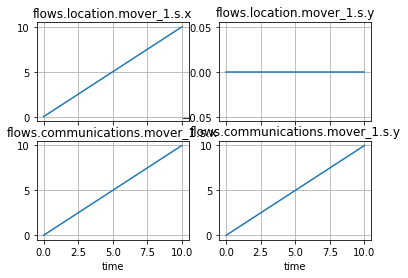 flows.location.mover_1.s.x
10
5
0
flows.location.mover_1.s.y
0.05
0.00
−0.05
flows.communications.mover_1.s.x
10
5
0
0.0 2.5 5.0 7.5 10.0
time
flows.communications.mover_1.s.y
10
5
0
0.0 2.5 5.0 7.5 10.0
time